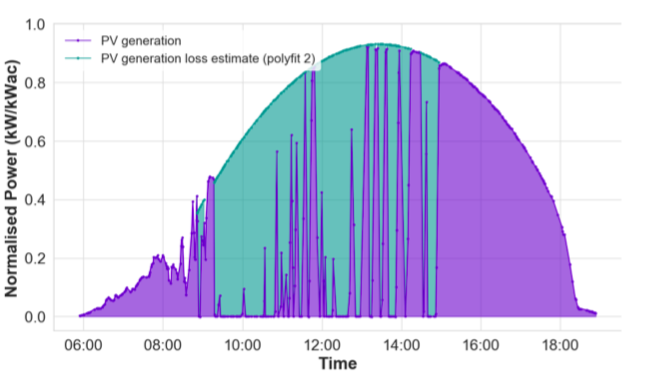 PV generation
PV generation loss estimate (polyfit 2)
Normalised Power (kW/kWac)
1.0
0.8
0.6
0.4
0.2
0.0
06:00 08:00 10:00 12:00 14:00 16:00 18:00
Time